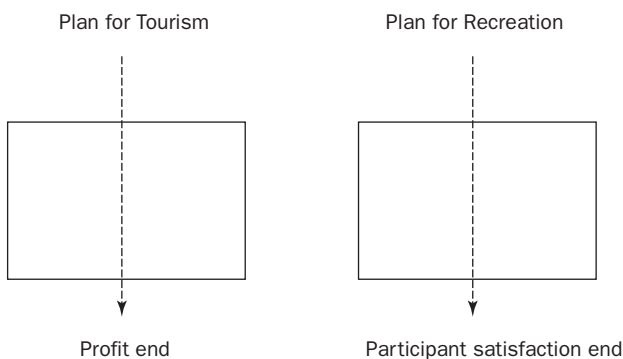 Plan for Tourism
Plan for Recreation
Profit end
Participant satisfaction end